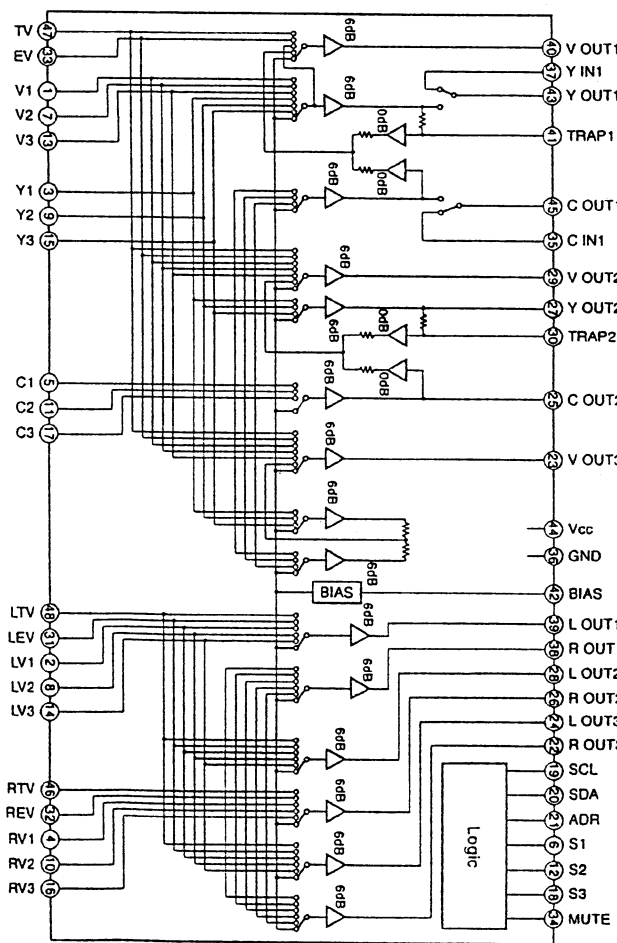 TV 47
EV 33
V1 1
V2 7
V3 13
Y1 3
Y2 9
Y3 15
C1 5
C2 11
C3 17
LTV 48
LEV 31
LV1 2
LV2 8
LV3 14
RTV 46
REV 32
RV1 4
RV2 10
RV3 16
6dB
6dB
0dB
0dB
6dB
6dB
6dB
0dB
0dB
6dB
6dB
6dB
BIAS
6dB
6dB
6dB
6dB
6dB
6dB
Logic
40 V OUT1
37 Y IN1
43 Y OUT1
41 TRAP1
45 C OUT1
35 C IN1
29 V OUT2
27 Y OUT2
30 TRAP2
25 C OUT2
23 V OUT3
44 Vcc
36 GND
42 BIAS
39 L OUT1
38 R OUT
28 L OUT2
26 R OUT2
24 L OUT3
22 R OUT3
19 SCL
20 SDA
21 ADR
6 S1
12 S2
18 S3
34 MUTE